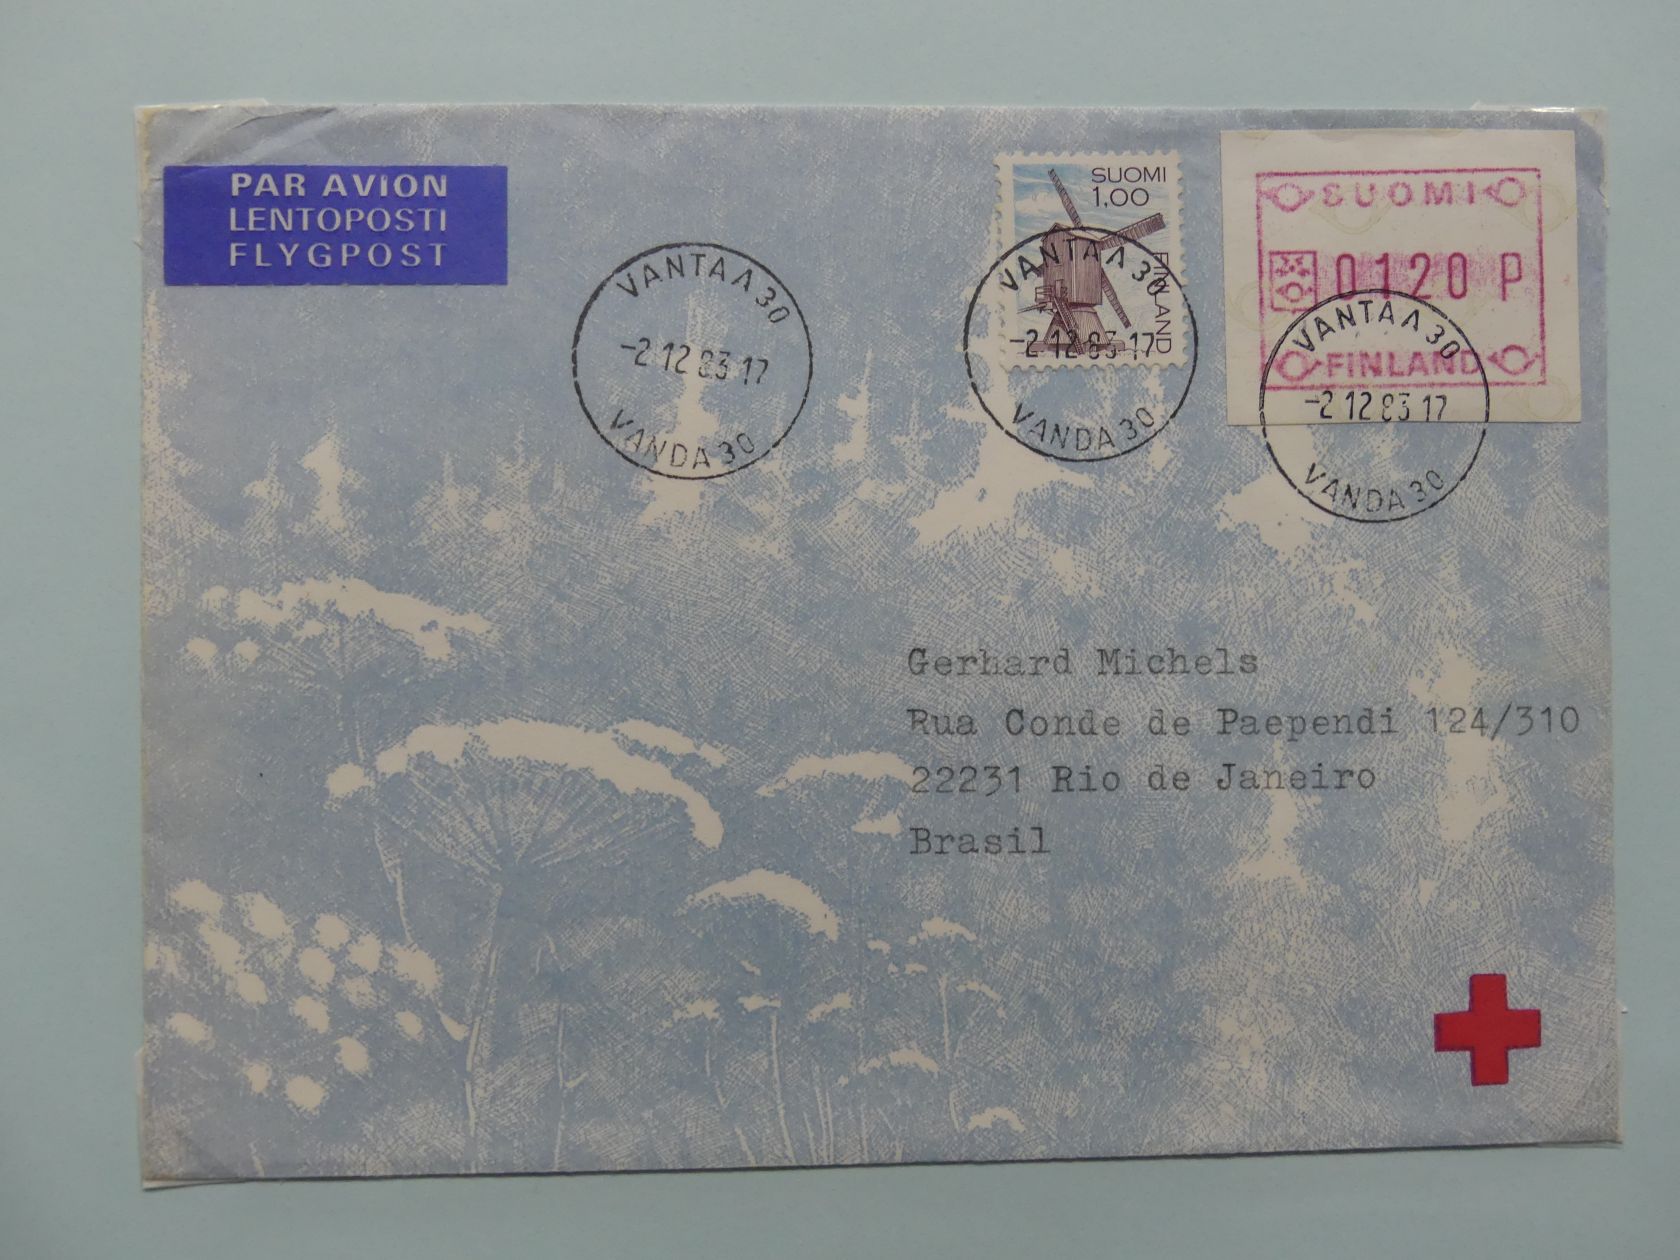 PAR AVION
LENTOPOSTI
FLYGPOST
SUOMI
1,00
FINLAND
SUOMI
0120 P
FINLAND
VANTAA 30
-2 12 83 17
VANDA 30
VANTAA 30
-2 12 83 17
VANDA 30
VANTAA 30
-2 12 83 17
VANDA 30
Gerhard Michels
Rua Conde de Paependi 124/310
22231 Rio de Janeiro
Brasil